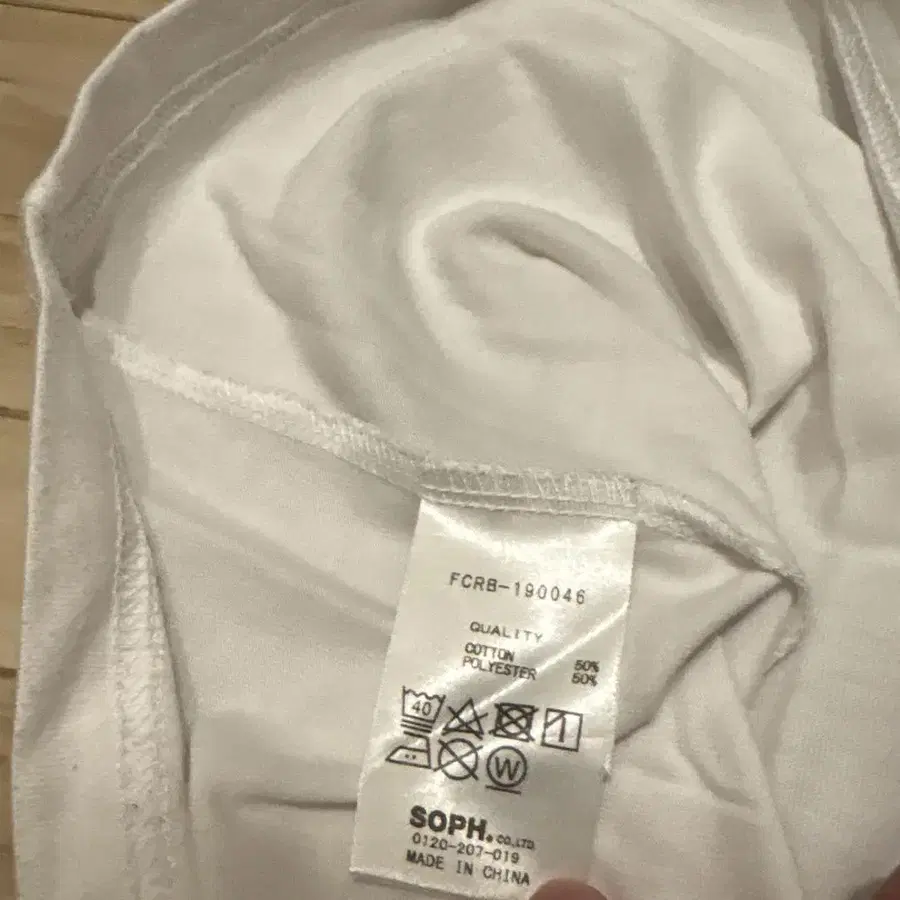 FCRB-190046
QUALITY
COTTON 50%
POLYESTER 50%
40
W
SOPH. CO.,LTD.
0120-207-019
MADE IN CHINA